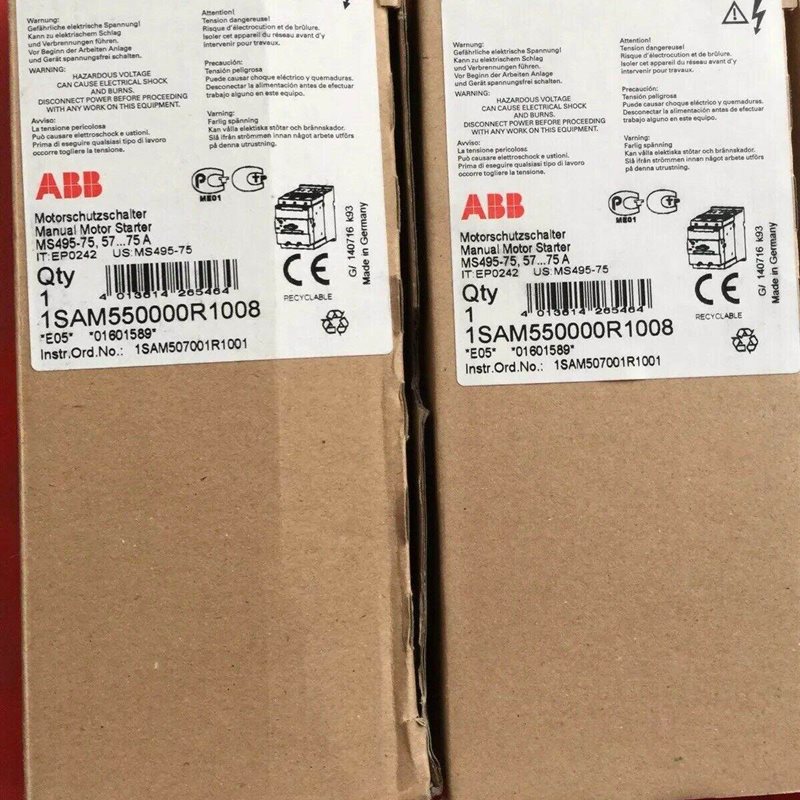 Warnung:
Gefährliche elektrische Spannung!
Kann zu elektrischem Schlag
und Verbrennungen führen.
Vor Beginn der Arbeiten Anlage
und Gerät spannungsfrei schalten.
WARNING:
HAZARDOUS VOLTAGE
CAN CAUSE ELECTRICAL SHOCK
AND BURNS.
DISCONNECT POWER BEFORE PROCEEDING
WITH ANY WORK ON THIS EQUIPMENT.
Avviso:
La tensione pericolosa
Può causare elettroschock e ustioni.
Prima di eseguire qualsiasi tipo di lavoro
occorre togliere la tensione.
Attention!
Tension dangereuse!
Risque d'électrocution et de brûlure.
Isoler cet appareil du réseau avant d'y
intervenir pour travaux.
Precaución:
Tensión peligrosa
Puede causar choque eléctrico y quemaduras.
Desconectar la alimentación antes de efectuar
trabajo alguno en este equipo.
Varning:
Farlig spänning
Kan vålla elektiska stötar och brännskador.
Slå ifrån strömmen innan något arbete utförs
på denna utrustning.
ABB
ME01
Motorschutzschalter
Manual Motor Starter
MS495-75, 57...75 A
IT:EP0242 US:MS495-75
Qty
1
4 013614 265464
1SAM550000R1008
*E05* *01601589*
Instr.Ord.No.: 1SAM507001R1001
CE
RECYCLABLE
G/ 140716 k93
Made in Germany
Warnung:
Gefährliche elektrische Spannung!
Kann zu elektrischem Schlag
und Verbrennungen führen.
Vor Beginn der Arbeiten Anlage
und Gerät spannungsfrei schalten.
WARNING:
HAZARDOUS VOLTAGE
CAN CAUSE ELECTRICAL SHOCK
AND BURNS.
DISCONNECT POWER BEFORE PROCEEDING
WITH ANY WORK ON THIS EQUIPMENT.
Avviso:
La tensione pericolosa
Può causare elettroschock e ustioni.
Prima di eseguire qualsiasi tipo di lavoro
occorre togliere la tensione.
Attention!
Tension dangereuse!
Risque d'électrocution et de brûlure.
Isoler cet appareil du réseau avant d'y
intervenir pour travaux.
Precaución:
Tensión peligrosa
Puede causar choque eléctrico y quemaduras.
Desconectar la alimentación antes de efectuar
trabajo alguno en este equipo.
Varning:
Farlig spänning
Kan vålla elektiska stötar och brännskador.
Slå ifrån strömmen innan något arbete utförs
på denna utrustning.
ABB
ME01
Motorschutzschalter
Manual Motor Starter
MS495-75, 57...75 A
IT:EP0242 US:MS495-75
Qty
1
4 013614 265464
1SAM550000R1008
*E05* *01601589*
Instr.Ord.No.: 1SAM507001R1001
CE
RECYCLABLE
G/ 140716 k93
Made in Germany